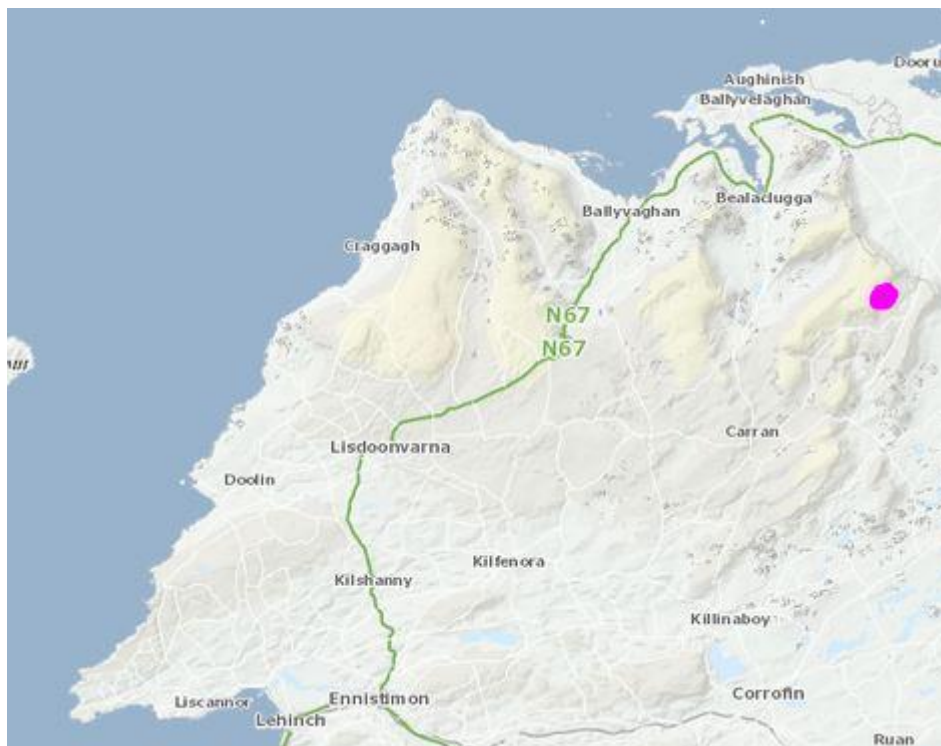 Dooru
Aughinish
Ballyvelaghan
Bealaclugga
Ballyvaghan
Craggagh
N67
N67
Carran
Lisdoonvarna
Doolin
Kilfenora
Kilshanny
Killinaboy
Corrofin
Liscannor
Ennistimon
Lehinch
Ruan